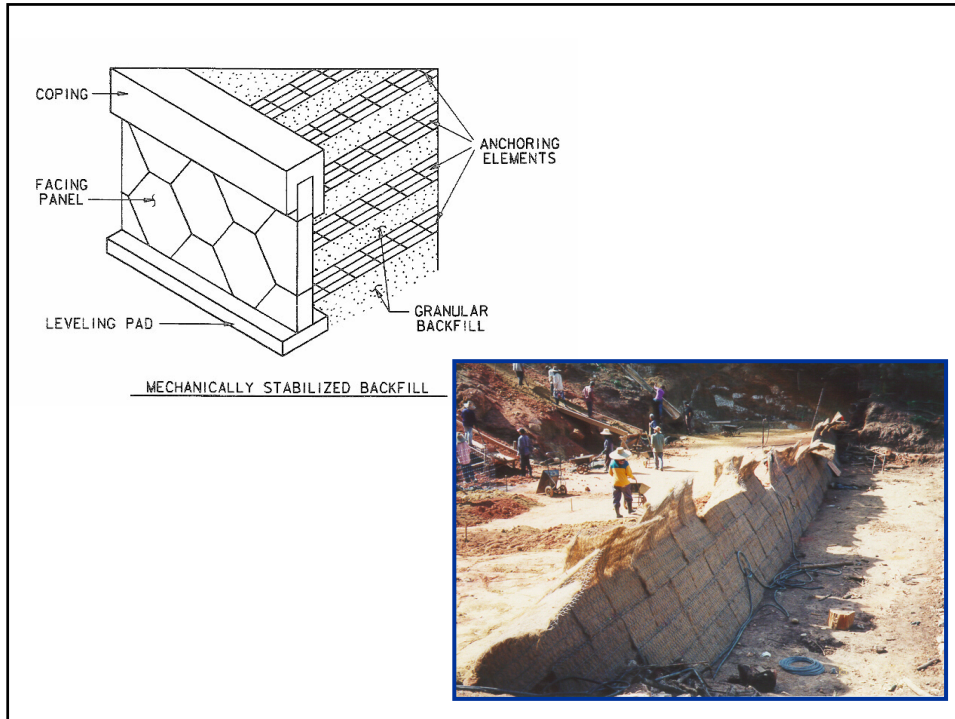 COPING
FACING
PANEL
LEVELING PAD
ANCHORING
ELEMENTS
GRANULAR
BACKFILL
MECHANICALLY STABILIZED BACKFILL